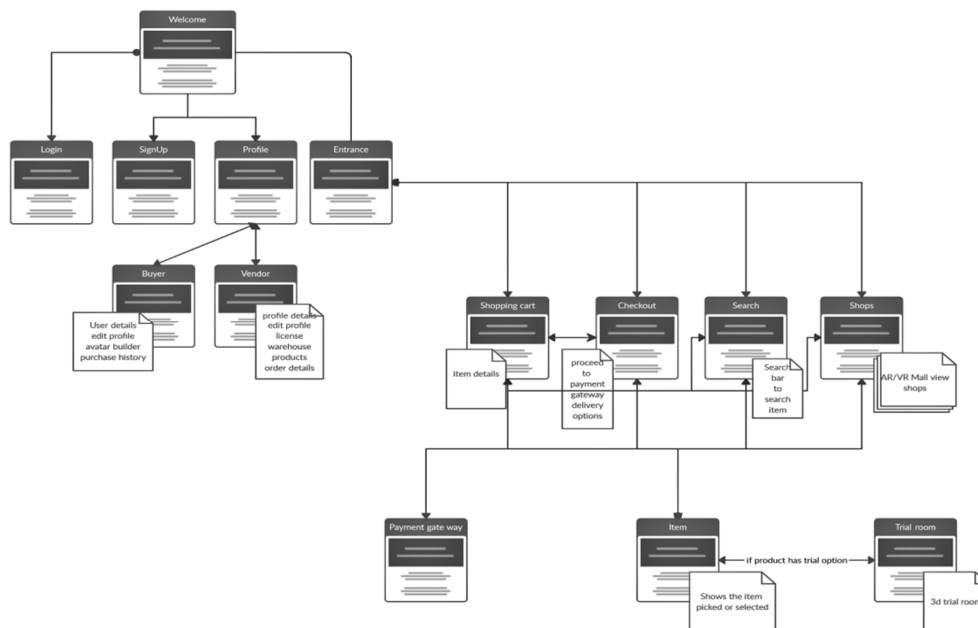 Welcome
Login
SignUp
Profile
Entrance
Buyer
Vendor
User details
edit profile
avatar builder
purchase history
profile details
edit profile
license
warehouse
products
order details
Shopping cart
Checkout
Search
Shops
item details
proceed
to
payment
gateway
delivery
options
Search
bar
to
search
item
AR/VR Mall view
shops
Payment gate way
Item
Trial room
if product has trial option
Shows the item
picked or selected
3d trial room